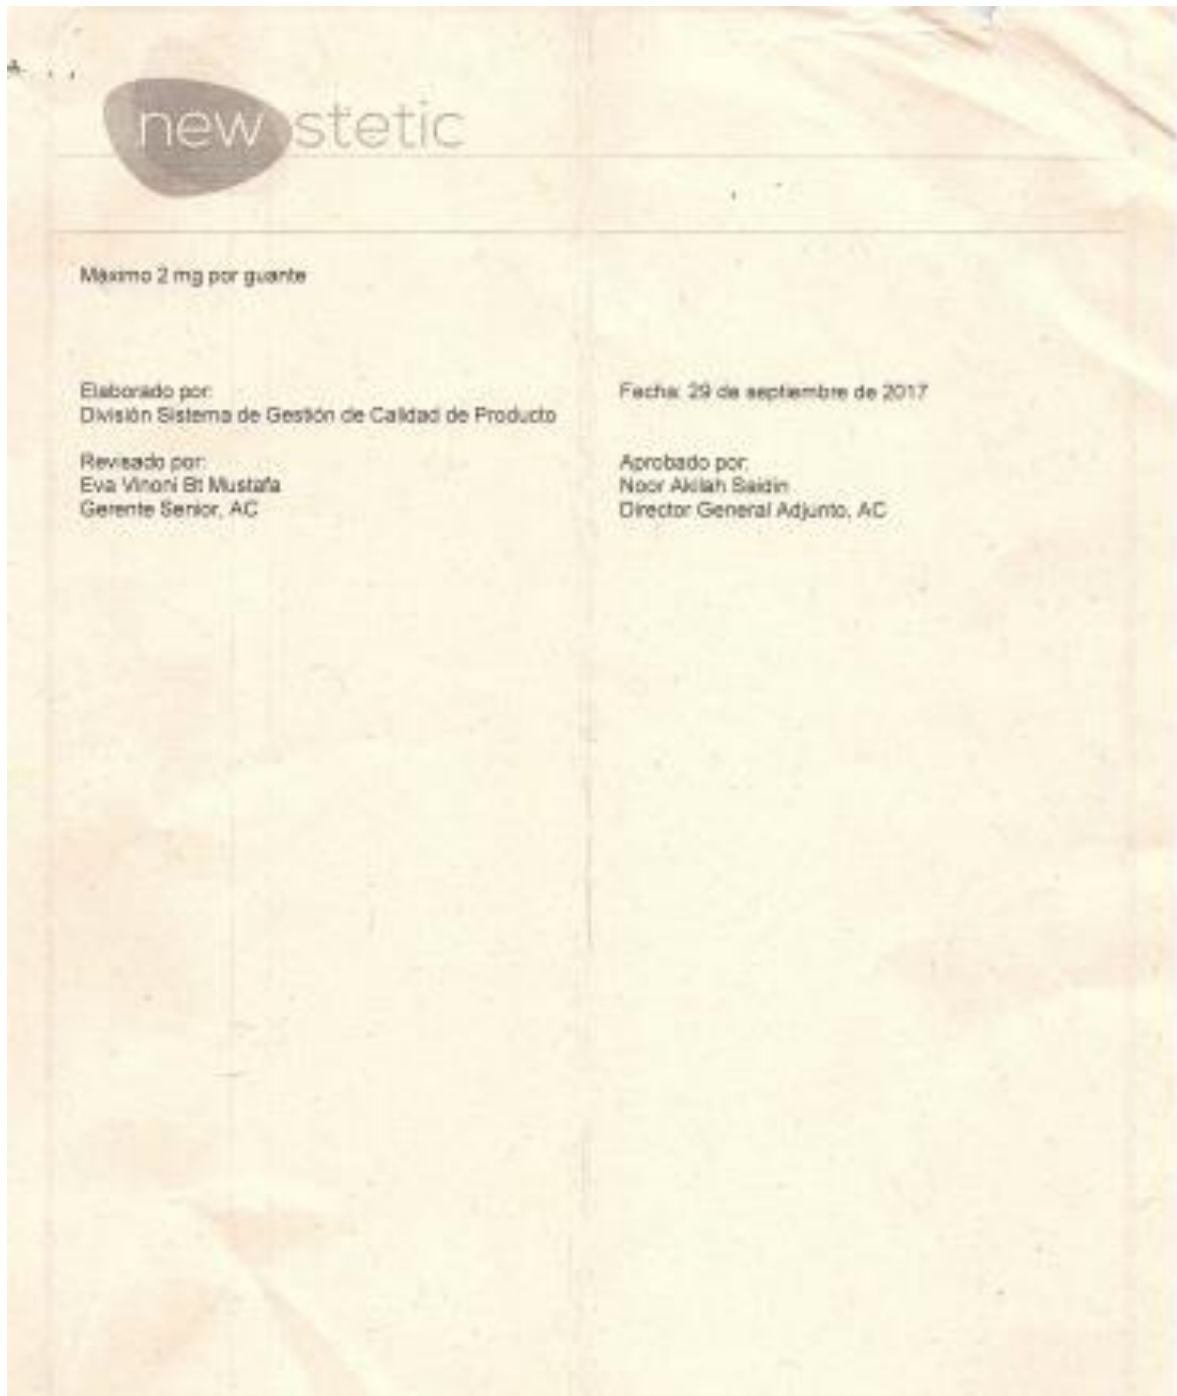 new stetic
Máximo 2 mg por guante
Elaborado por:
División Sistema de Gestión de Calidad de Producto
Fecha: 29 de septiembre de 2017
Revisado por:
Eva Vinoni Bt Mustafa
Gerente Senior, AC
Aprobado por:
Noor Akilah Saidin
Director General Adjunto, AC